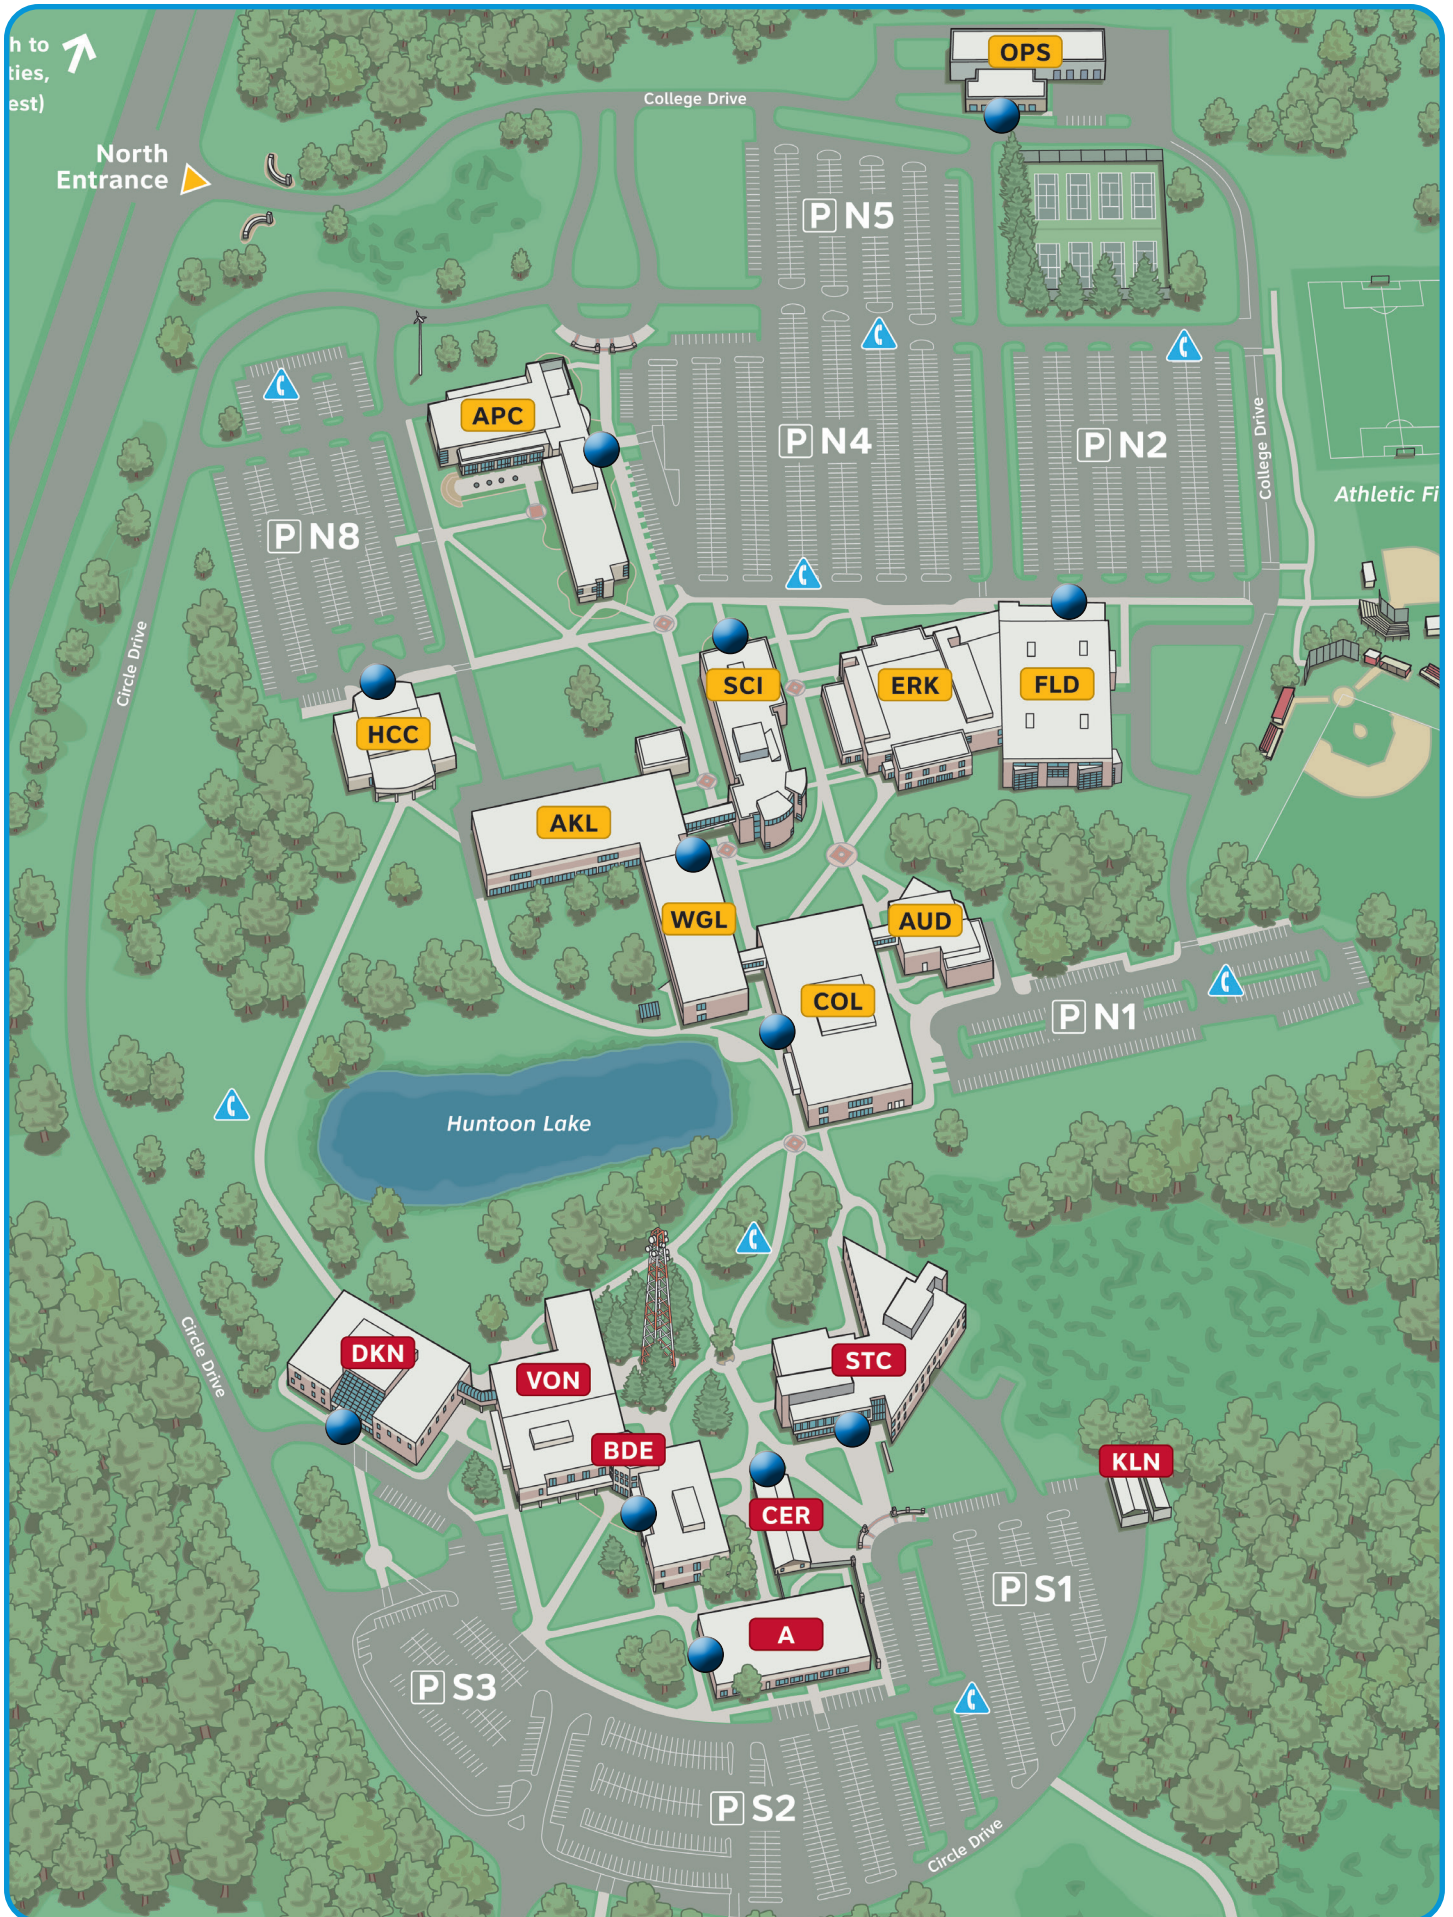 h to
ties,
est)
North
Entrance
College Drive
OPS
P N5
APC
P N4
P N2
College Drive
P N8
Athletic Fi
Circle Drive
HCC
SCI
ERK
FLD
AKL
WGL
AUD
COL
P N1
Huntoon Lake
Circle Drive
DKN
VON
STC
BDE
KLN
CER
P S1
A
P S3
P S2
Circle Drive